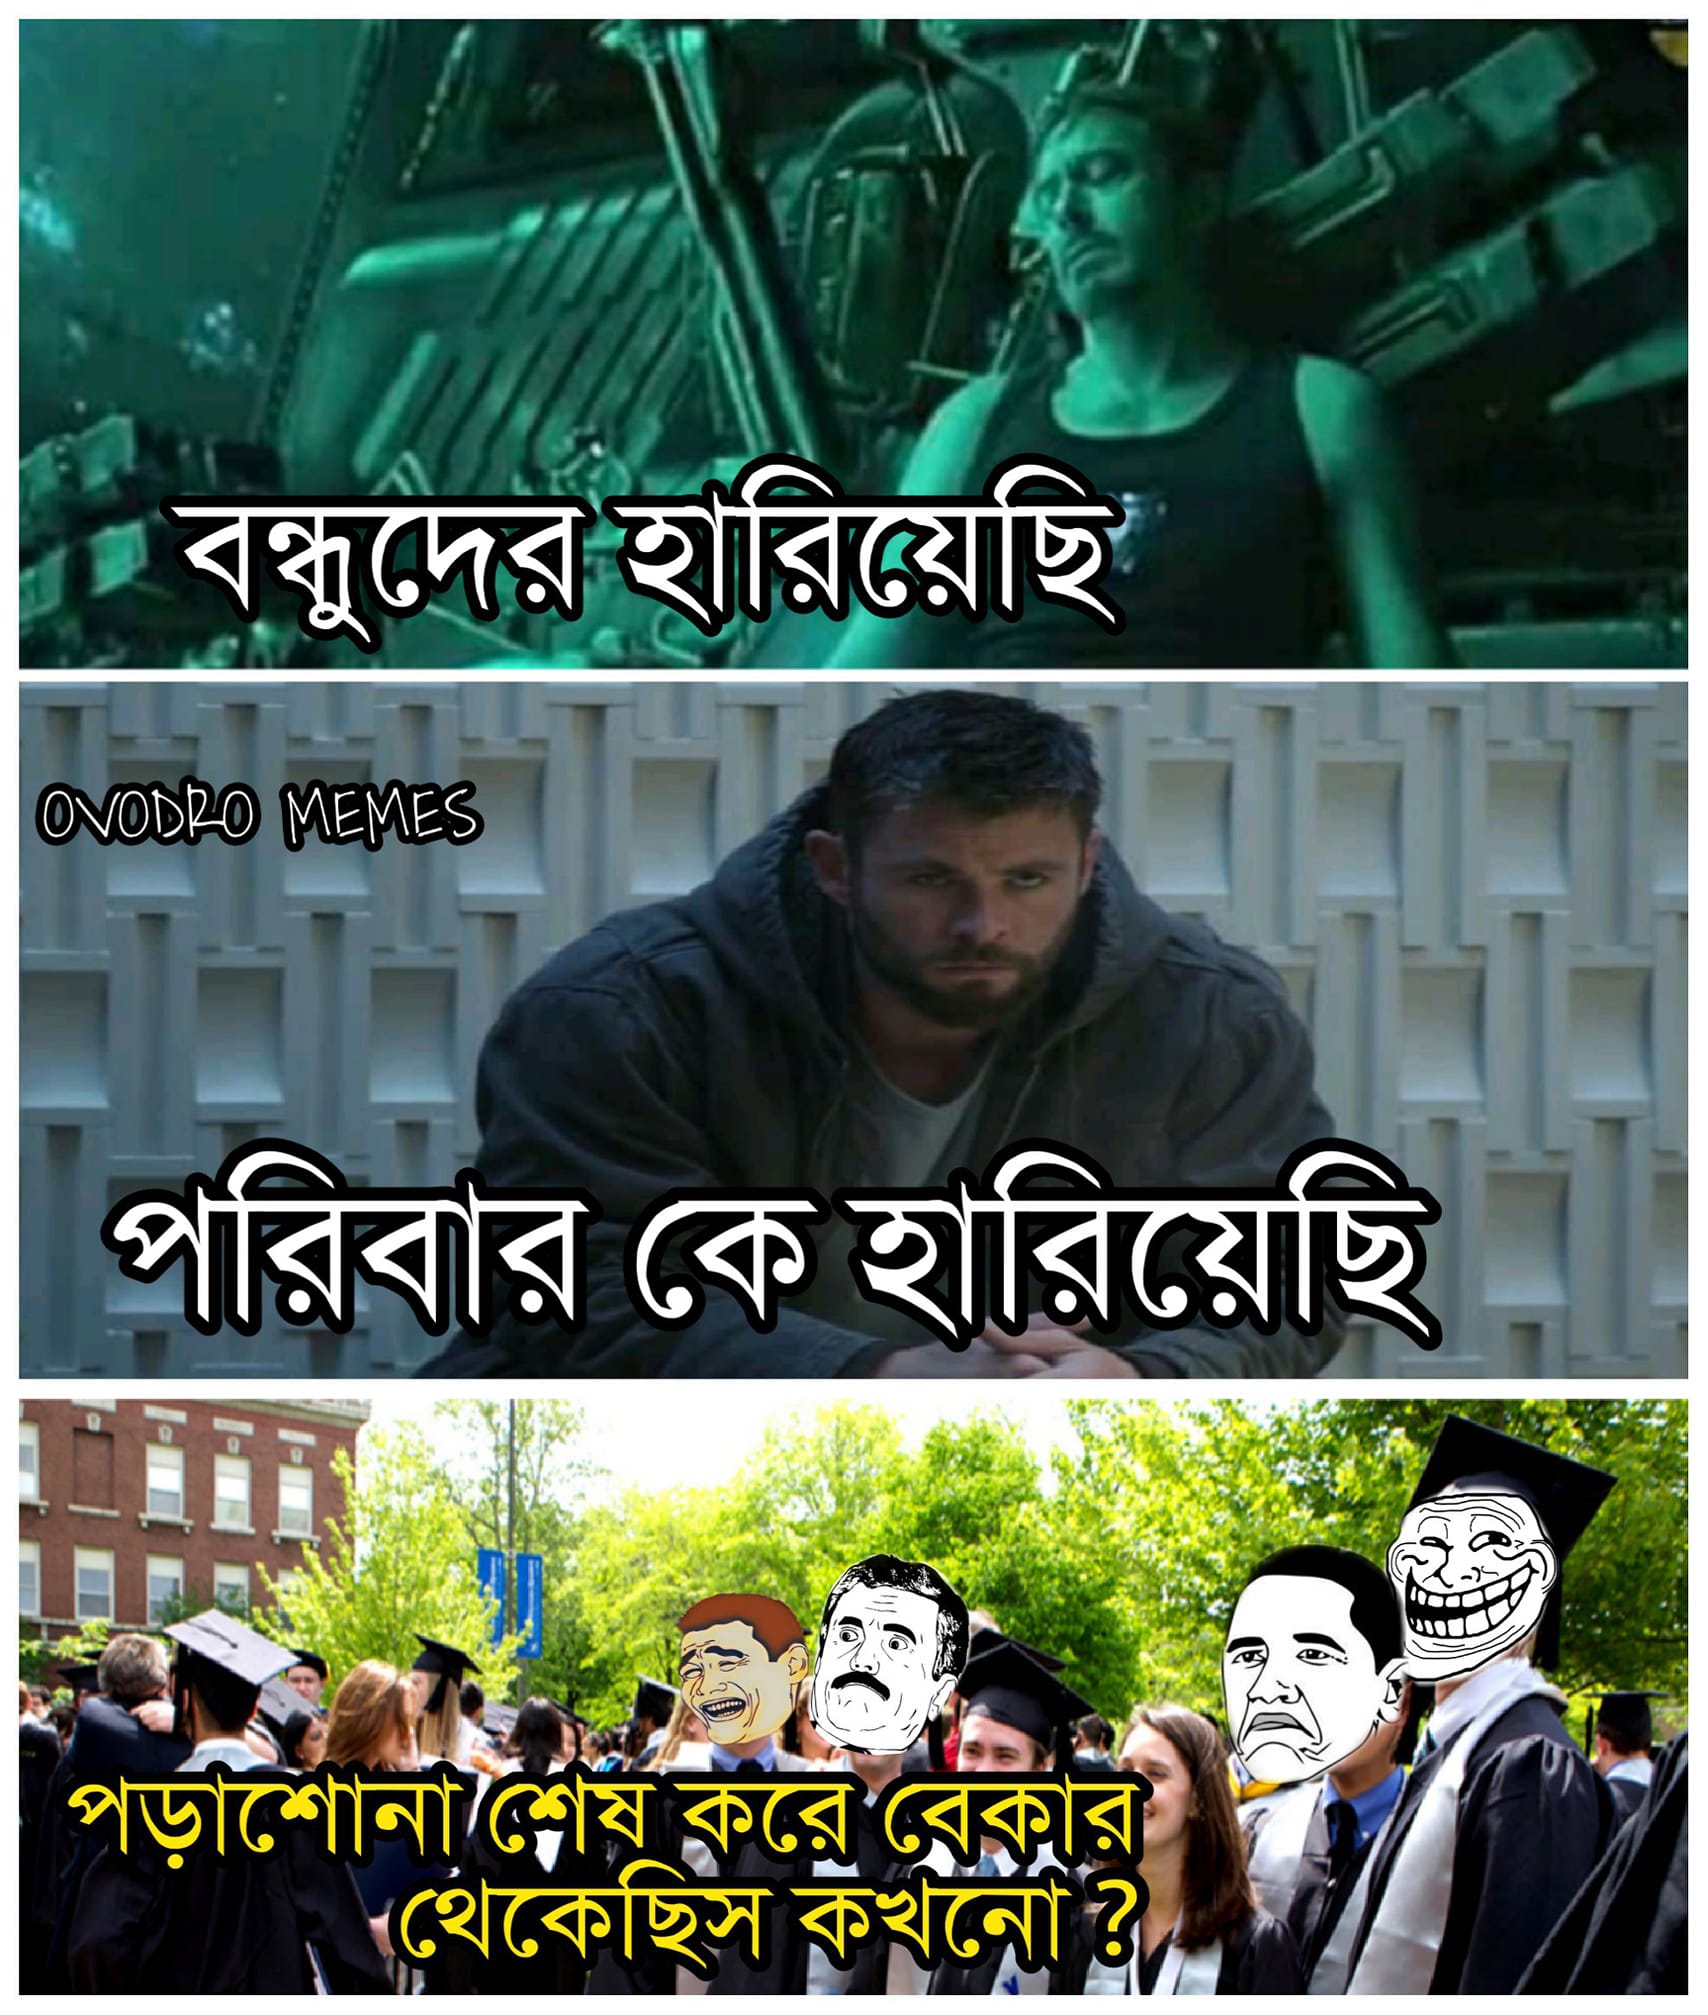 বন্ধুদের হারিয়েছি
OVODRO MEMES
পরিবার কে হারিয়েছি
পড়াশোনা শেষ করে বেকার
থেকেছিস কখনো ?